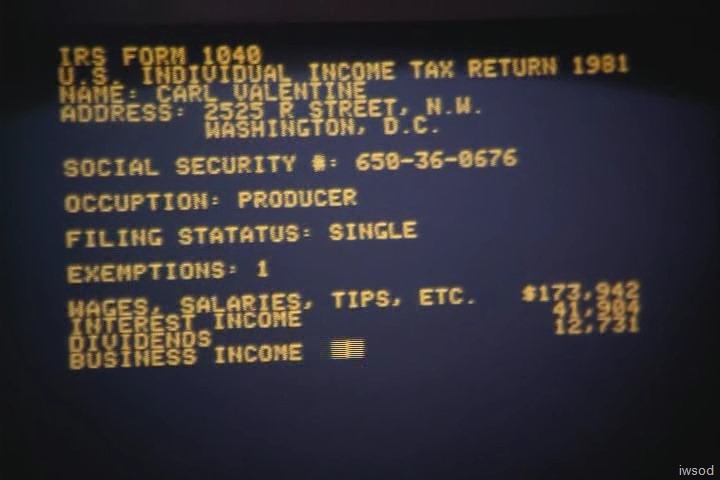 IRS FORM 1040
U.S. INDIVIDUAL INCOME TAX RETURN 1981
NAME: CARL VALENTINE
ADDRESS: 2525 R STREET, N.W.
WASHINGTON, D.C.
SOCIAL SECURITY #: 650-36-0676
OCCUPTION: PRODUCER
FILING STATATUS: SINGLE
EXEMPTIONS: 1
WAGES, SALARIES, TIPS, ETC. $173,942
INTEREST INCOME 41,904
DIVIDENDS 12,731
BUSINESS INCOME
iwsod